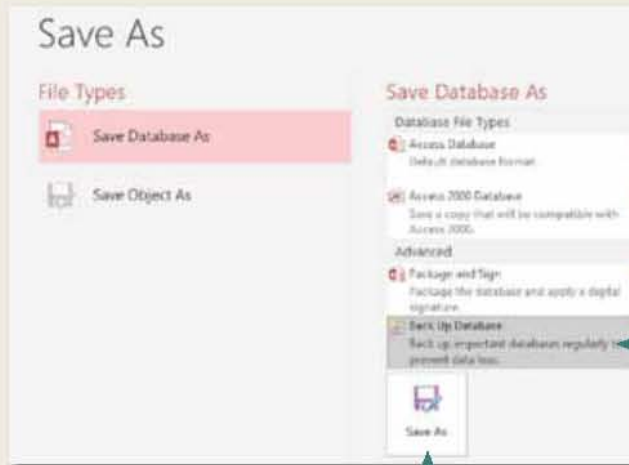 Save As
File Types
Save Database As
Save Object As
Save Database As
Database File Types
Access Database
Default database format.
Access 2000 Database
Save a copy that will be compatible with
Access 2000.
Advanced
Package and Sign
Package the database and apply a digital
signature.
Back Up Database
Back up important databases regularly to
prevent data loss.
Save As